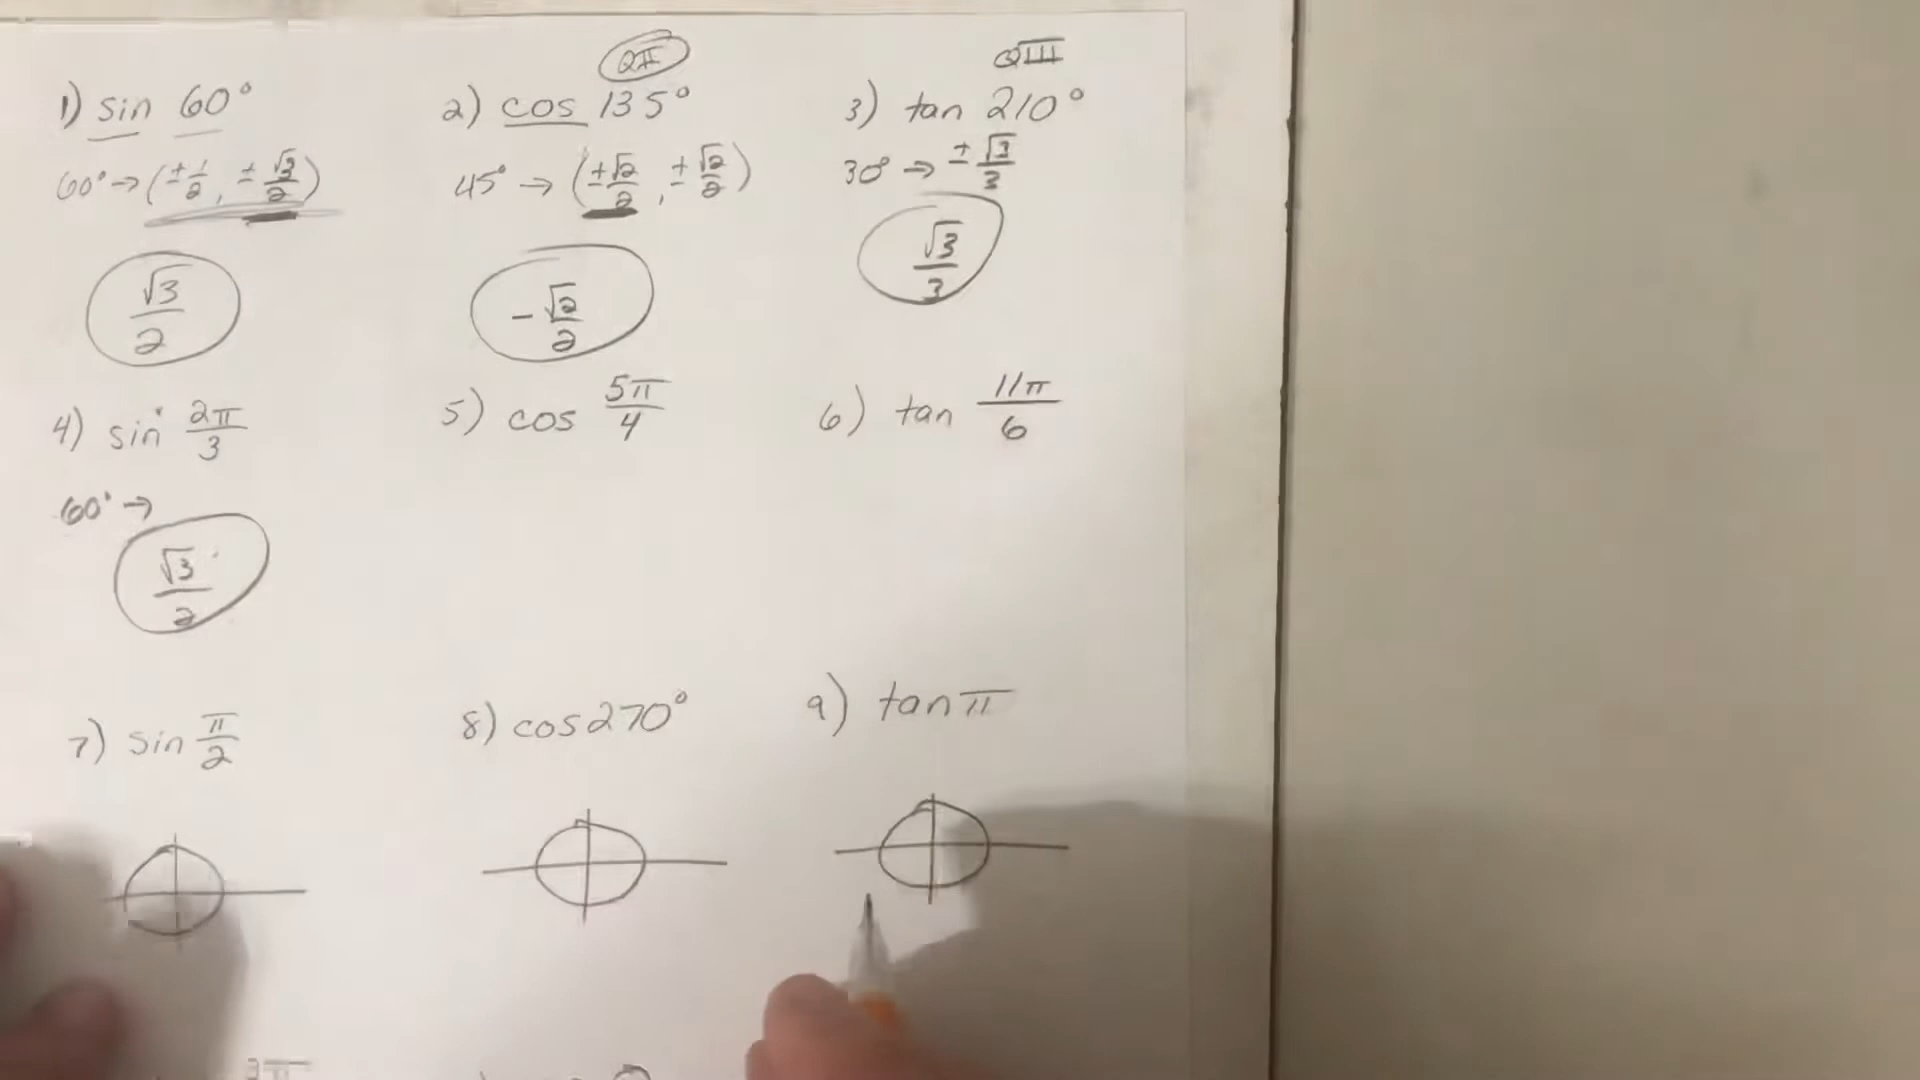 QII
QIII
1) sin 60°
2) cos 135°
3) tan 210°
60° → (± 1/2, ± √3/2)
45° → (± √2/2, ± √2/2)
30° → ± √3/3
√3/2
- √2/2
√3/3
4) sin 2π/3
5) cos 5π/4
6) tan 11π/6
60° →
√3/2
7) sin π/2
8) cos 270°
9) tan π